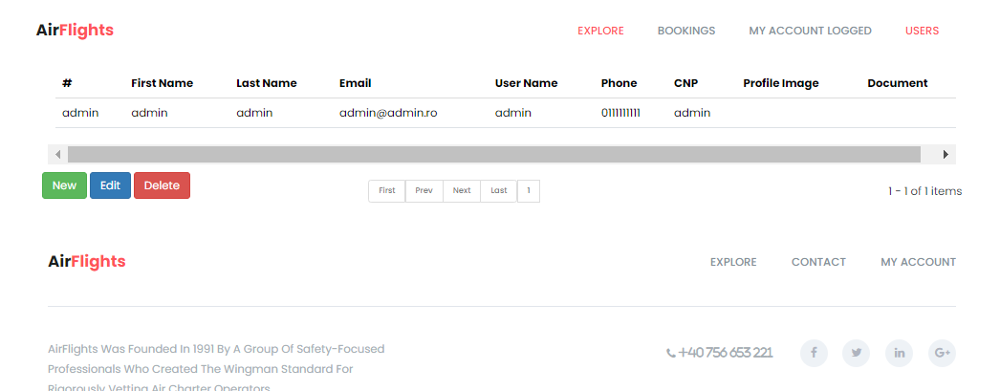 AirFlights EXPLORE BOOKINGS MY ACCOUNT LOGGED USERS
# First Name Last Name Email User Name Phone CNP Profile Image Document
admin admin admin admin@admin.ro admin 0111111111 admin
New Edit Delete First Prev Next Last 1 1 - 1 of 1 items
AirFlights EXPLORE CONTACT MY ACCOUNT
AirFlights Was Founded In 1991 By A Group Of Safety-Focused +40 756 653 221 f in G+
Professionals Who Created The Wingman Standard For
Rigorously Vetting Air Charter Operators